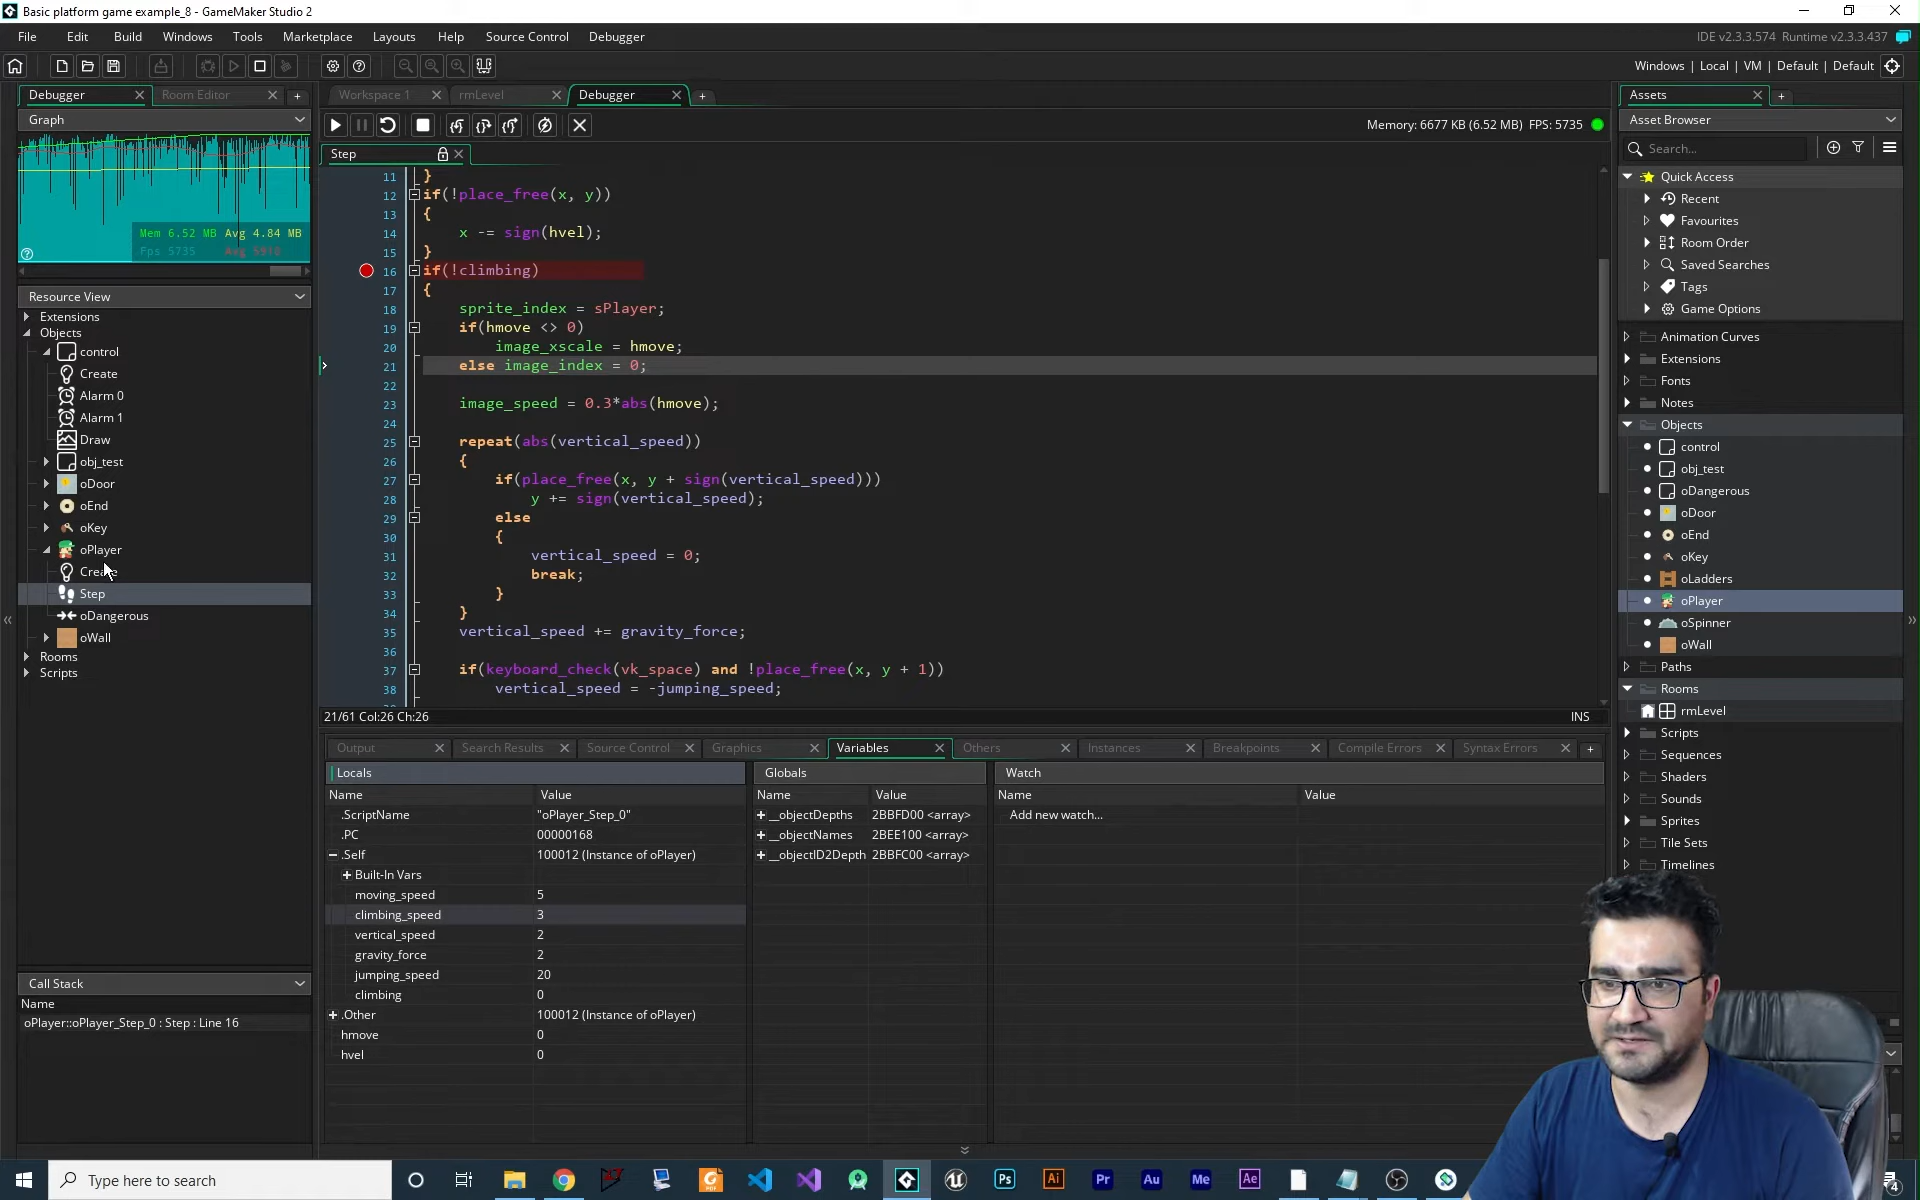 Basic platform game example_8 - GameMaker Studio 2
File Edit Build Windows Tools Marketplace Layouts Help Source Control Debugger
IDE v2.3.3.574 Runtime v2.3.3.437
Windows | Local | VM | Default | Default
Debugger Room Editor
Graph
Mem 6.52 MB Avg 4.84 MB
Fps 5735 Avg 5910
Resource View
Extensions
Objects
control
Create
Alarm 0
Alarm 1
Draw
obj_test
oDoor
oEnd
oKey
oPlayer
Create
Step
oDangerous
oWall
Rooms
Scripts
Call Stack
Name
oPlayer::oPlayer_Step_0 : Step : Line 16
Workspace 1 rmLevel Debugger
Memory: 6677 KB (6.52 MB) FPS: 5735
Step
11 }
12 if(!place_free(x, y))
13 {
14 x -= sign(hvel);
15 }
16 if(!climbing)
17 {
18 sprite_index = sPlayer;
19 if(hmove <> 0)
20 image_xscale = hmove;
21 else image_index = 0;
22
23 image_speed = 0.3*abs(hmove);
24
25 repeat(abs(vertical_speed))
26 {
27 if(place_free(x, y + sign(vertical_speed)))
28 y += sign(vertical_speed);
29 else
30 {
31 vertical_speed = 0;
32 break;
33 }
34 }
35 vertical_speed += gravity_force;
36
37 if(keyboard_check(vk_space) and !place_free(x, y + 1))
38 vertical_speed = -jumping_speed;
21/61 Col:26 Ch:26 INS
Output Search Results Source Control Graphics Variables Others Instances Breakpoints Compile Errors Syntax Errors
Locals
Name Value
.ScriptName "oPlayer_Step_0"
.PC 00000168
.Self 100012 (Instance of oPlayer)
Built-In Vars
moving_speed 5
climbing_speed 3
vertical_speed 2
gravity_force 2
jumping_speed 20
climbing 0
.Other 100012 (Instance of oPlayer)
hmove 0
hvel 0
Globals
Name Value
__objectDepths 2BBFD00 <array>
__objectNames 2BEE100 <array>
__objectID2Depth 2BBFC00 <array>
Watch
Name Value
Add new watch...
Assets
Asset Browser
Search...
Quick Access
Recent
Favourites
Room Order
Saved Searches
Tags
Game Options
Animation Curves
Extensions
Fonts
Notes
Objects
control
obj_test
oDangerous
oDoor
oEnd
oKey
oLadders
oPlayer
oSpinner
oWall
Paths
Rooms
rmLevel
Scripts
Sequences
Shaders
Sounds
Sprites
Tile Sets
Timelines
Type here to search
Ps Ai Pr Au Me Ae
4